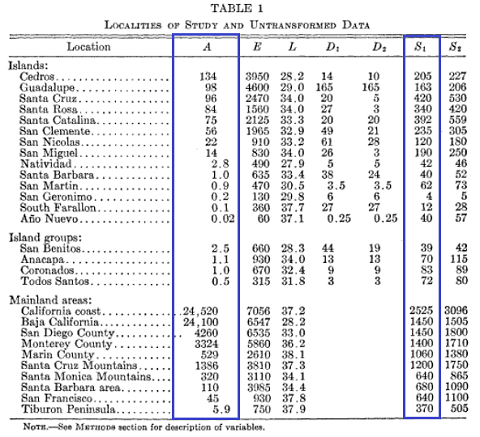 TABLE 1
LOCALITIES OF STUDY AND UNTRANSFORMED DATA
Location A E L D₁ D₂ S₁ S₂
Islands:
Cedros................... 134 3950 28.2 14 10 205 227
Guadalupe................ 98 4600 29.0 165 165 163 206
Santa Cruz............... 96 2470 34.0 20 5 420 530
Santa Rosa............... 84 1560 34.0 27 3 340 420
Santa Catalina........... 75 2125 33.3 20 20 392 559
San Clemente............. 56 1965 32.9 49 21 235 305
San Nicolas.............. 22 910 33.2 61 28 120 180
San Miguel............... 14 830 34.0 26 3 190 250
Natividad................ 2.8 490 27.9 5 5 42 46
Santa Barbara............ 1.0 635 33.4 38 24 40 52
San Martin............... 0.9 470 30.5 3.5 3.5 62 73
San Geronimo............. 0.2 130 29.8 6 6 4 5
South Farallon........... 0.1 360 37.7 27 27 12 28
Año Nuevo................ 0.02 60 37.1 0.25 0.25 40 57
Island groups:
San Benitos.............. 2.5 660 28.3 44 19 39 42
Anacapa.................. 1.1 930 34.0 13 13 70 115
Coronados................ 1.0 670 32.4 9 9 83 89
Todos Santos............. 0.5 315 31.8 3 3 72 80
Mainland areas:
California coast......... 24,520 7056 37.2 2525 3096
Baja California.......... 24,100 6547 28.2 1450 1505
San Diego County......... 4260 6535 33.0 1450 1800
Monterey County.......... 3324 5860 36.2 1400 1710
Marin County............. 529 2610 38.1 1060 1380
Santa Cruz Mountains..... 1386 3810 37.3 1200 1750
Santa Monica Mountains... 320 3110 34.1 640 865
Santa Barbara area....... 110 3985 34.4 680 1090
San Francisco............ 45 930 37.8 640 1100
Tiburon Peninsula........ 5.9 750 37.9 370 505
NOTE.—See METHODS section for description of variables.